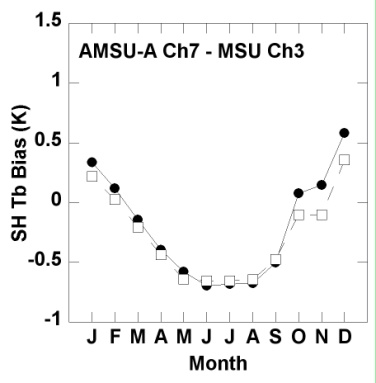 1.5
AMSU-A Ch7 - MSU Ch3
1
0.5
0
-0.5
-1
SH Tb Bias (K)
J F M A M J J A S O N D
Month